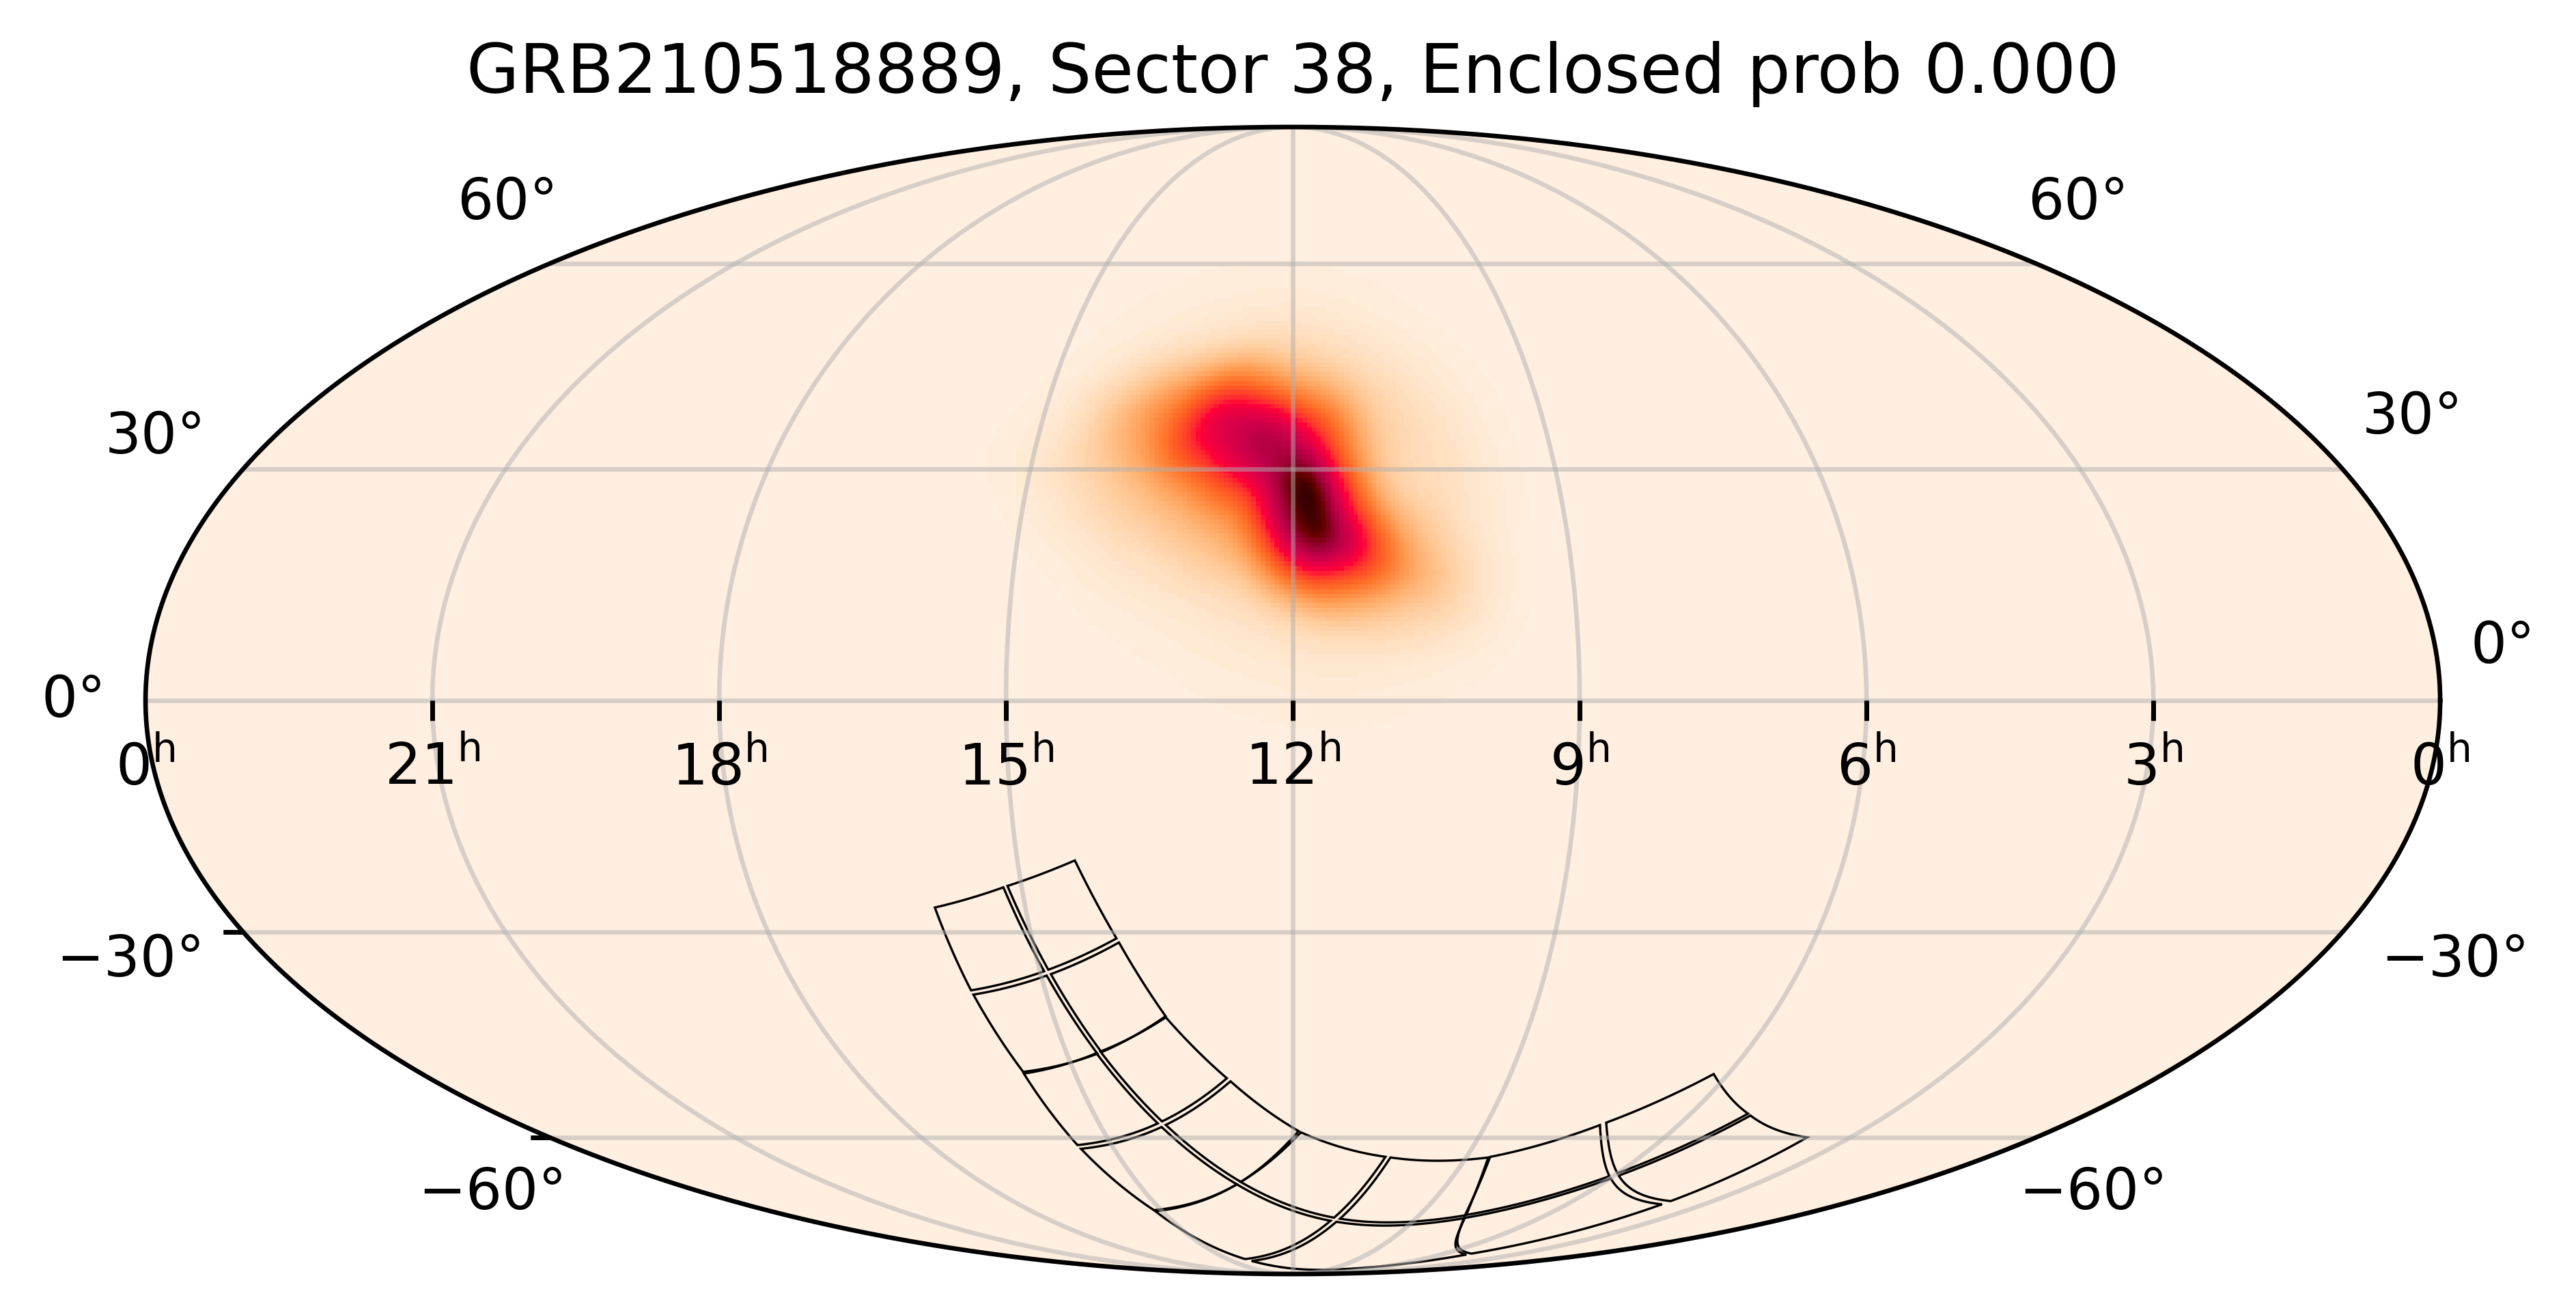 GRB210518889, Sector 38, Enclosed prob 0.000
60° 60°
30° 30°
0° 0°
0ʰ 21ʰ 18ʰ 15ʰ 12ʰ 9ʰ 6ʰ 3ʰ 0ʰ
−30° −30°
−60° −60°